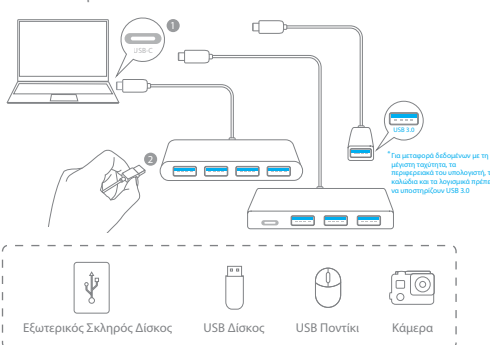 1
USB-C
2
USB 3.0
* Για μεταφορά δεδομένων με τη
μέγιστη ταχύτητα, τα
περιφερειακά του υπολογιστή, τ
καλώδια και τα λογισμικά πρέπε
να υποστηρίζουν USB 3.0
Εξωτερικός Σκληρός Δίσκος
USB Δίσκος
USB Ποντίκι
Κάμερα